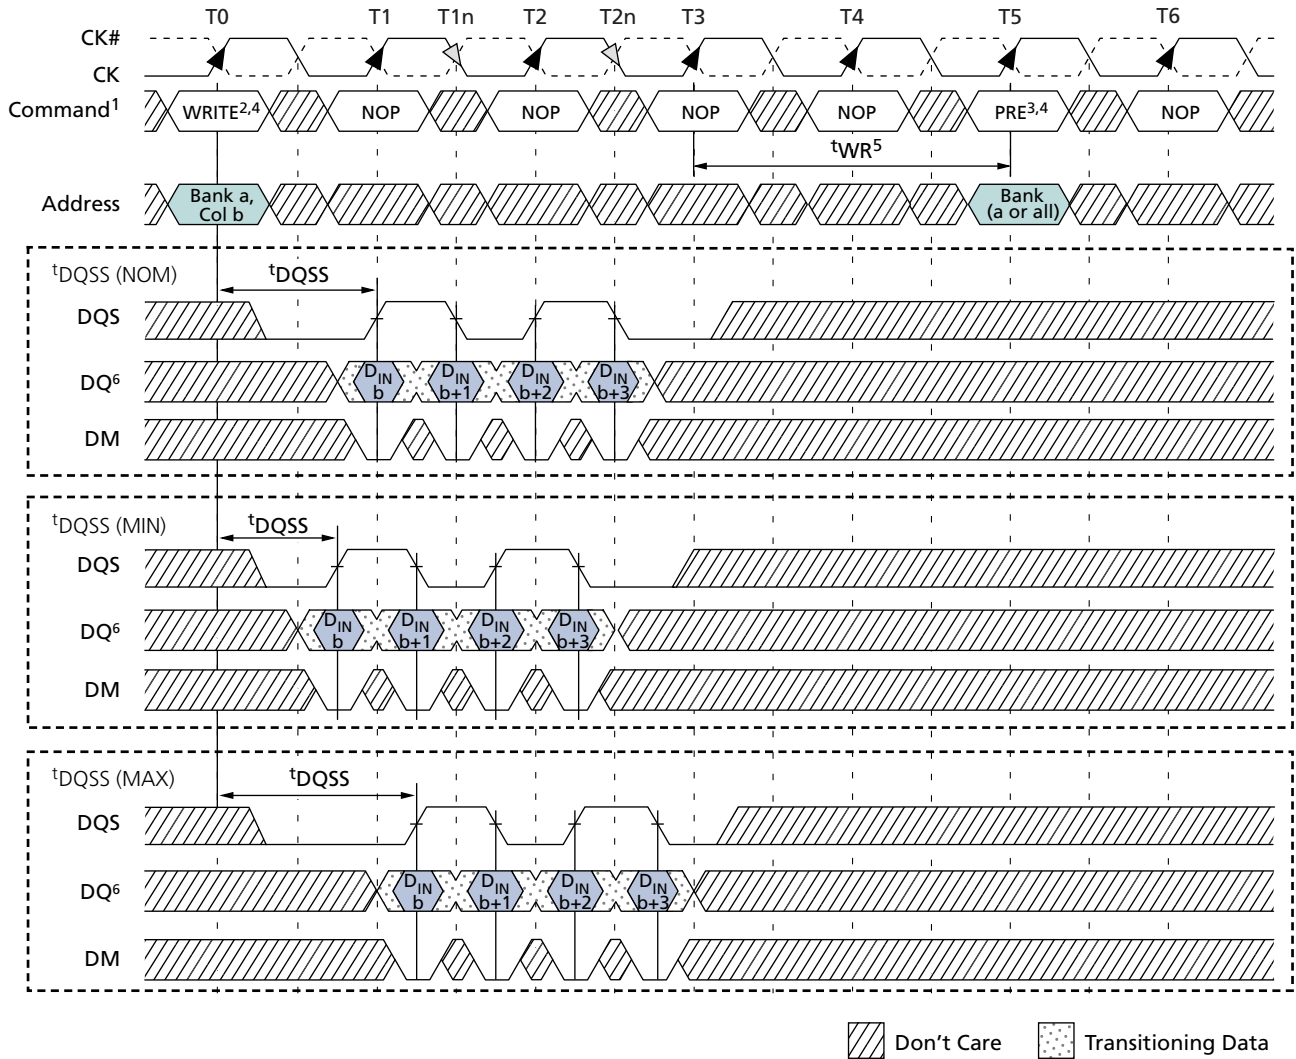 T0 T1 T1n T2 T2n T3 T4 T5 T6
CK#
CK
Command1 WRITE2,4 NOP NOP NOP NOP PRE3,4 NOP
tWR5
Address Bank a, Col b Bank (a or all)
tDQSS (NOM) tDQSS
DQS
DQ6 DIN b DIN b+1 DIN b+2 DIN b+3
DM
tDQSS (MIN) tDQSS
DQS
DQ6 DIN b DIN b+1 DIN b+2 DIN b+3
DM
tDQSS (MAX) tDQSS
DQS
DQ6 DIN b DIN b+1 DIN b+2 DIN b+3
DM
Don't Care Transitioning Data